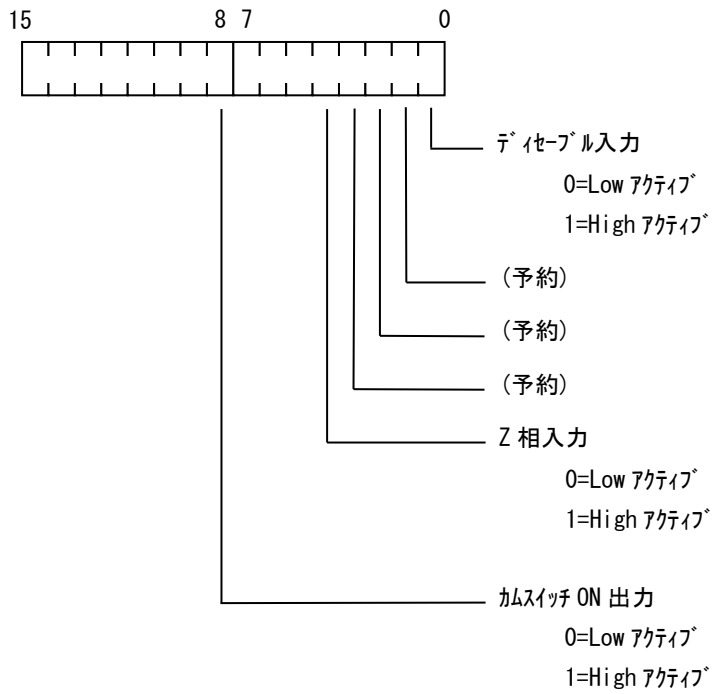 15 8 7 0
ﾃﾞｨｾｰﾌﾞﾙ入力
0=Low ｱｸﾃｨﾌﾞ
1=High ｱｸﾃｨﾌﾞ
(予約)
(予約)
(予約)
Z 相入力
0=Low ｱｸﾃｨﾌﾞ
1=High ｱｸﾃｨﾌﾞ
ｶﾑｽｲｯﾁ ON 出力
0=Low ｱｸﾃｨﾌﾞ
1=High ｱｸﾃｨﾌﾞ